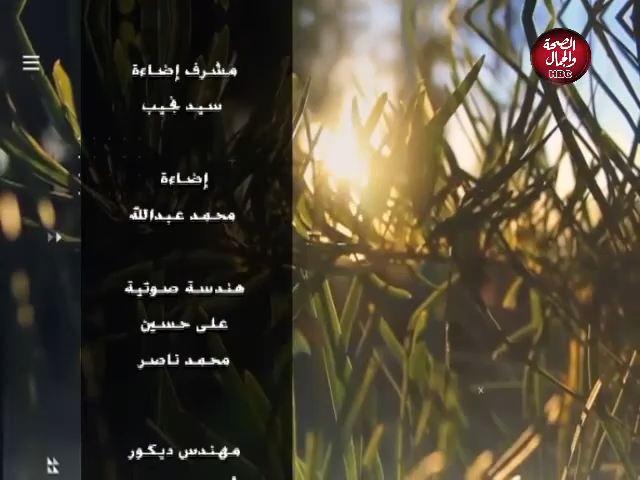 الصحة
والجمال
HBC
مشرف إضاءة
سيد نجيب
إضاءة
محمد عبدالله
هندسة صوتية
على حسين
محمد ناصر
مهندس ديكور